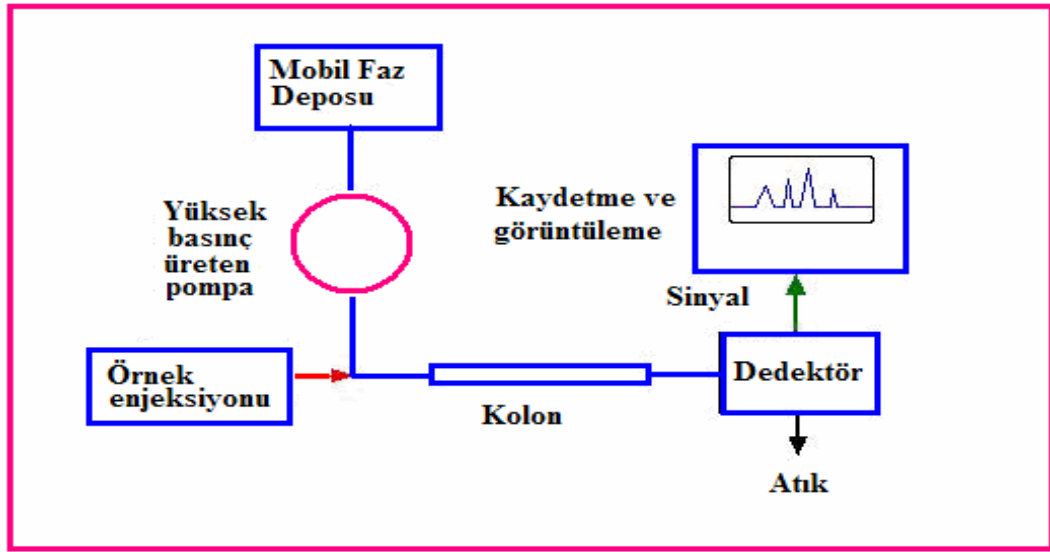 Mobil Faz
Deposu
Yüksek
basınç
üreten
pompa
Kaydetme ve
görüntüleme
Sinyal
Örnek
enjeksiyonu
Kolon
Dedektör
Atık